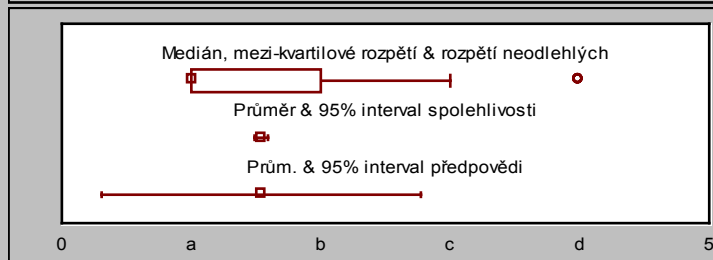 Medián, mezi-kvartilové rozpětí & rozpětí neodlehlých
Průměr & 95% interval spolehlivosti
Prům. & 95% interval předpovědi
0 a b c d 5